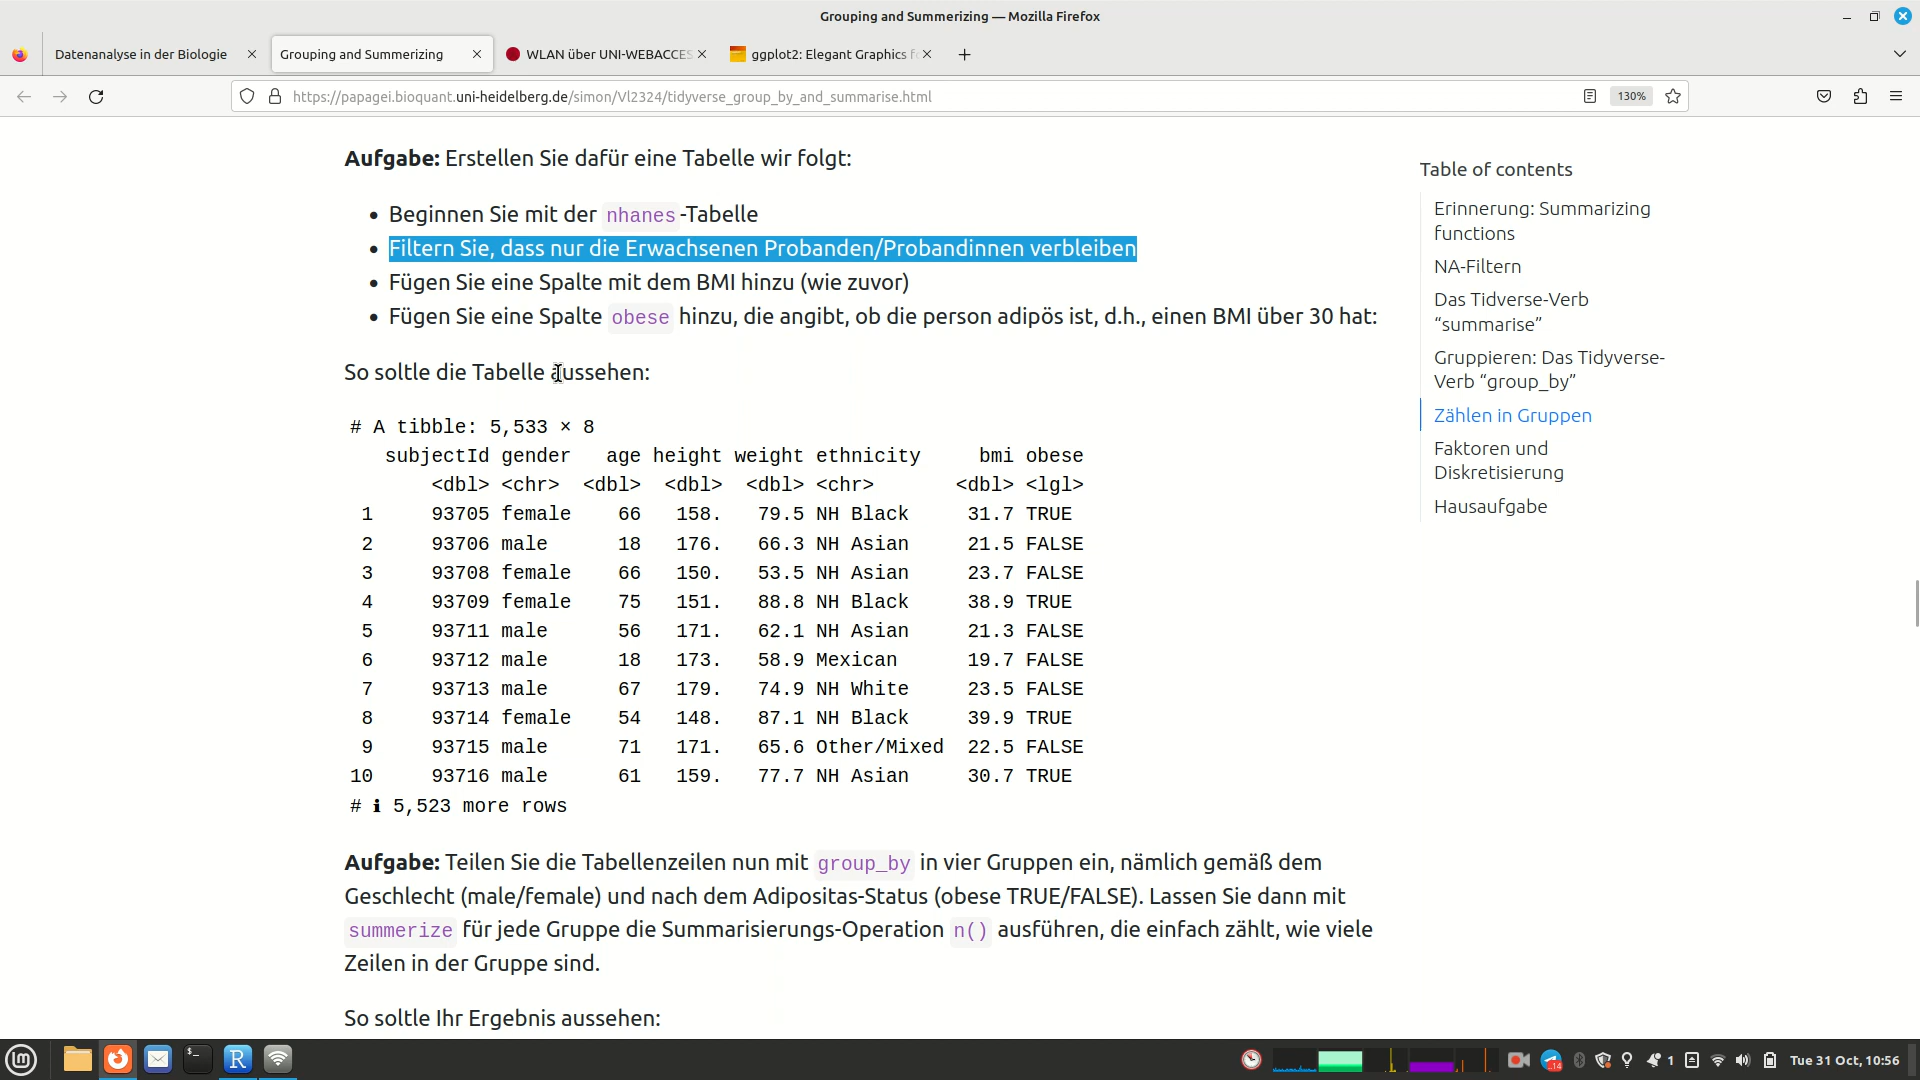 Grouping and Summerizing — Mozilla Firefox
Datenanalyse in der Biologie
Grouping and Summerizing
WLAN über UNI-WEBACCES
ggplot2: Elegant Graphics f
https://papagei.bioquant.uni-heidelberg.de/simon/Vl2324/tidyverse_group_by_and_summarise.html
130%
Aufgabe: Erstellen Sie dafür eine Tabelle wir folgt:
• Beginnen Sie mit der nhanes-Tabelle
• Filtern Sie, dass nur die Erwachsenen Probanden/Probandinnen verbleiben
• Fügen Sie eine Spalte mit dem BMI hinzu (wie zuvor)
• Fügen Sie eine Spalte obese hinzu, die angibt, ob die person adipös ist, d.h., einen BMI über 30 hat:
So soltle die Tabelle aussehen:
# A tibble: 5,533 × 8
subjectId gender age height weight ethnicity bmi obese
<dbl> <chr> <dbl> <dbl> <dbl> <chr> <dbl> <lgl>
1 93705 female 66 158. 79.5 NH Black 31.7 TRUE
2 93706 male 18 176. 66.3 NH Asian 21.5 FALSE
3 93708 female 66 150. 53.5 NH Asian 23.7 FALSE
4 93709 female 75 151. 88.8 NH Black 38.9 TRUE
5 93711 male 56 171. 62.1 NH Asian 21.3 FALSE
6 93712 male 18 173. 58.9 Mexican 19.7 FALSE
7 93713 male 67 179. 74.9 NH White 23.5 FALSE
8 93714 female 54 148. 87.1 NH Black 39.9 TRUE
9 93715 male 71 171. 65.6 Other/Mixed 22.5 FALSE
10 93716 male 61 159. 77.7 NH Asian 30.7 TRUE
# ℹ 5,523 more rows
Aufgabe: Teilen Sie die Tabellenzeilen nun mit group_by in vier Gruppen ein, nämlich gemäß dem
Geschlecht (male/female) und nach dem Adipositas-Status (obese TRUE/FALSE). Lassen Sie dann mit
summerize für jede Gruppe die Summarisierungs-Operation n() ausführen, die einfach zählt, wie viele
Zeilen in der Gruppe sind.
So soltle Ihr Ergebnis aussehen:
Table of contents
Erinnerung: Summarizing
functions
NA-Filtern
Das Tidverse-Verb
“summarise”
Gruppieren: Das Tidyverse-
Verb “group_by”
Zählen in Gruppen
Faktoren und
Diskretisierung
Hausaufgabe
1
Tue 31 Oct, 10:56